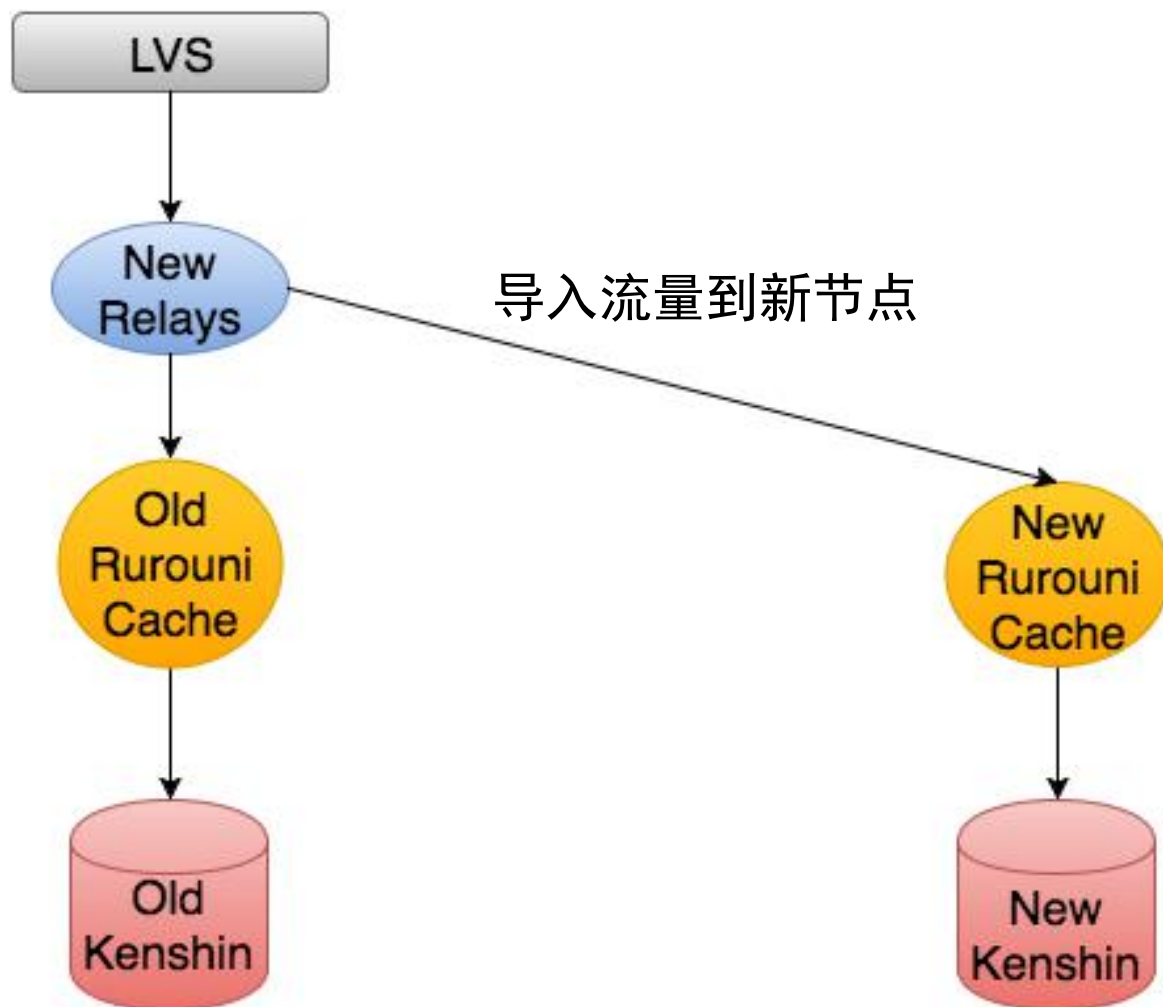 LVS
New
Relays
导入流量到新节点
Old
Rurouni
Cache
New
Rurouni
Cache
Old
Kenshin
New
Kenshin